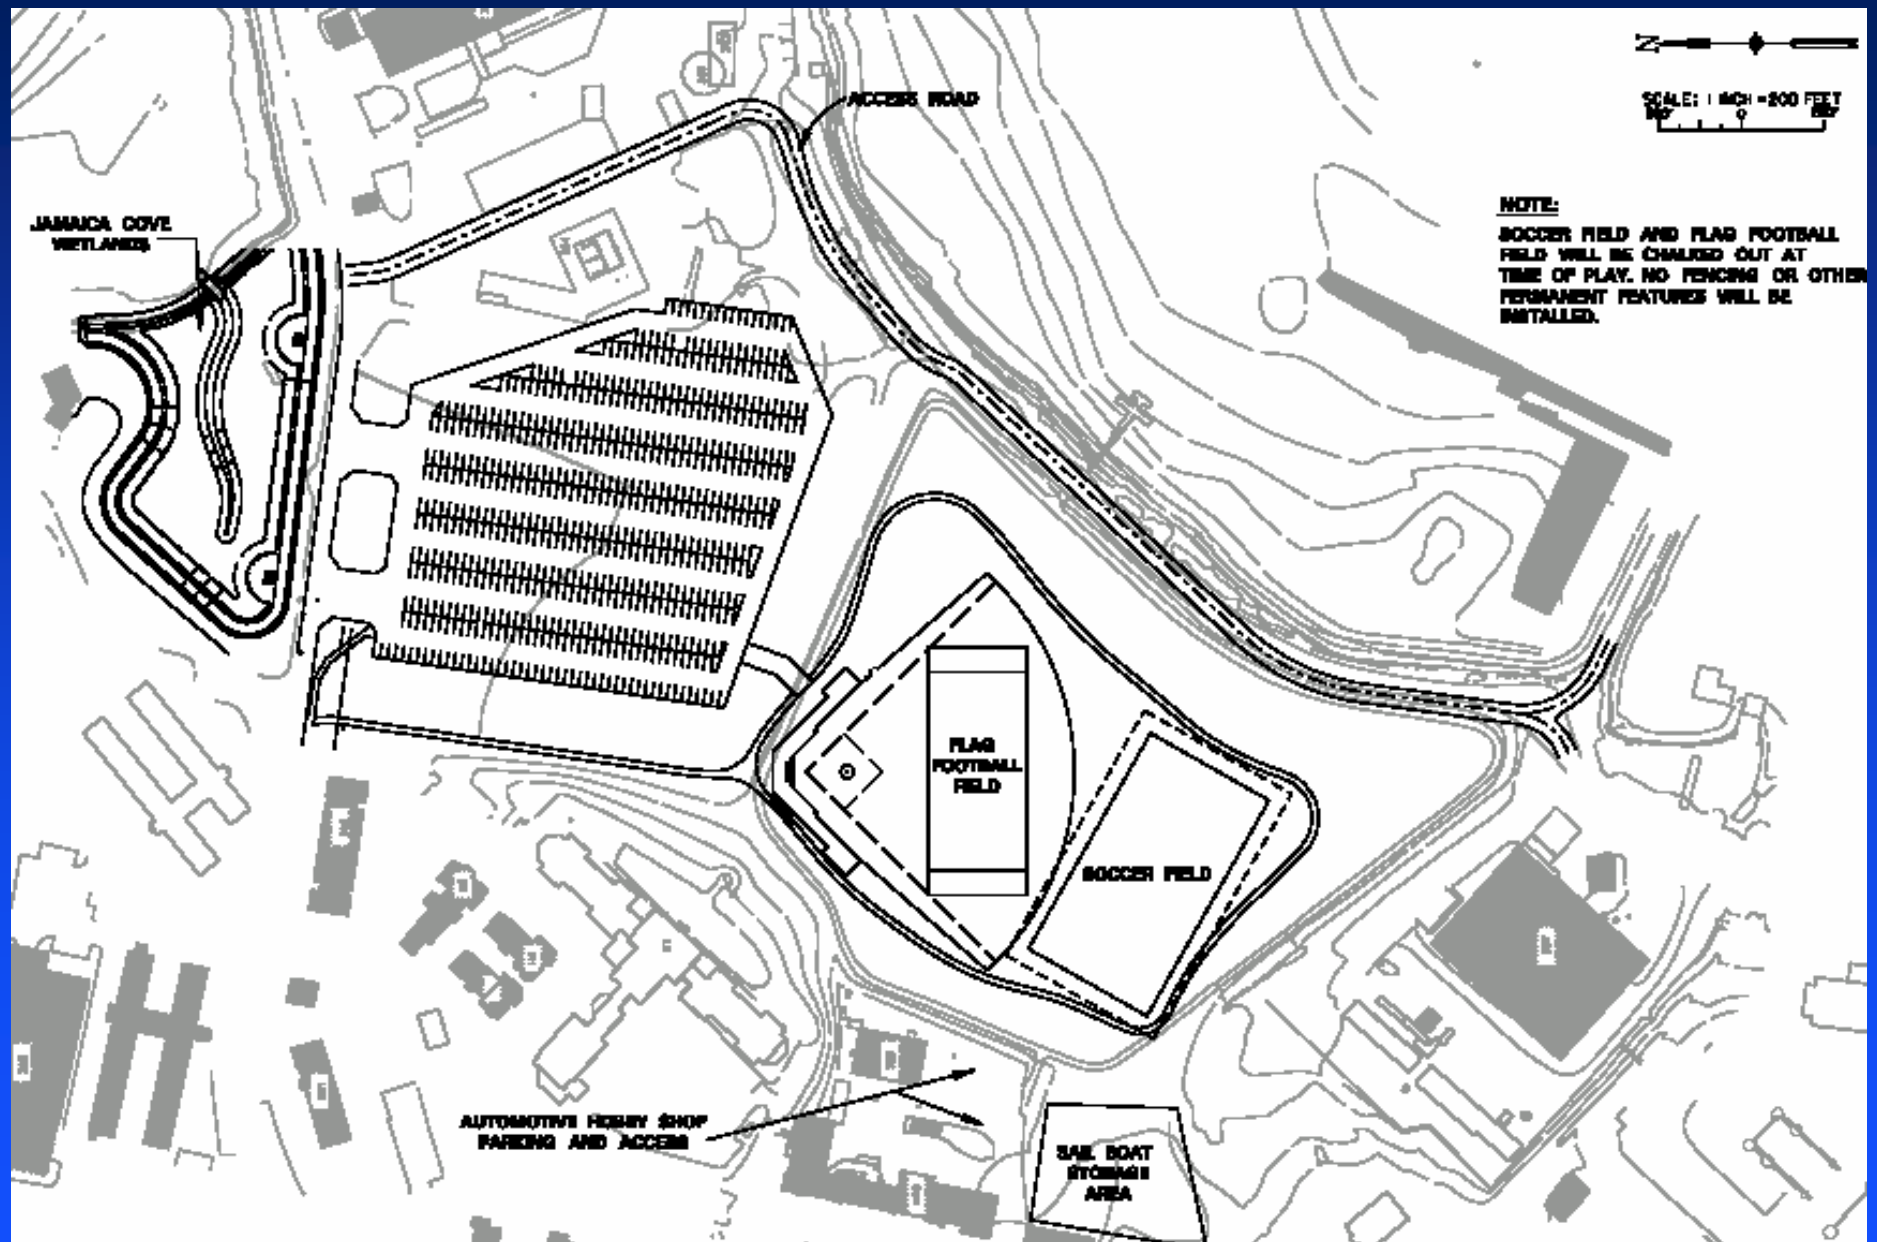 N
SCALE: 1 INCH = 200 FEET
0
ACCESS ROAD
NOTE:
SOCCER FIELD AND FLAG FOOTBALL
FIELD WILL BE CHALKED OUT AT
TIME OF PLAY. NO FENCING OR OTHER
PERMANENT FEATURES WILL BE
INSTALLED.
JAMAICA COVE
WETLANDS
FLAG
FOOTBALL
FIELD
SOCCER FIELD
AUTOMOTIVE HOBBY SHOP
PARKING AND ACCESS
SAIL BOAT
STORAGE
AREA